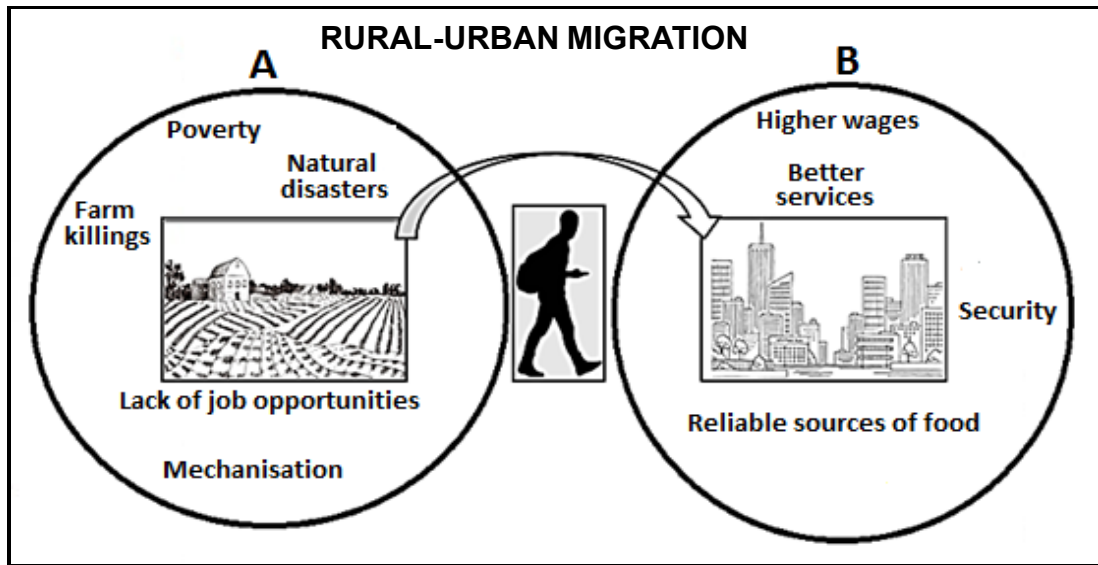 RURAL-URBAN MIGRATION
A
Poverty
Natural
disasters
Farm
killings
Lack of job opportunities
Mechanisation
B
Higher wages
Better
services
Security
Reliable sources of food